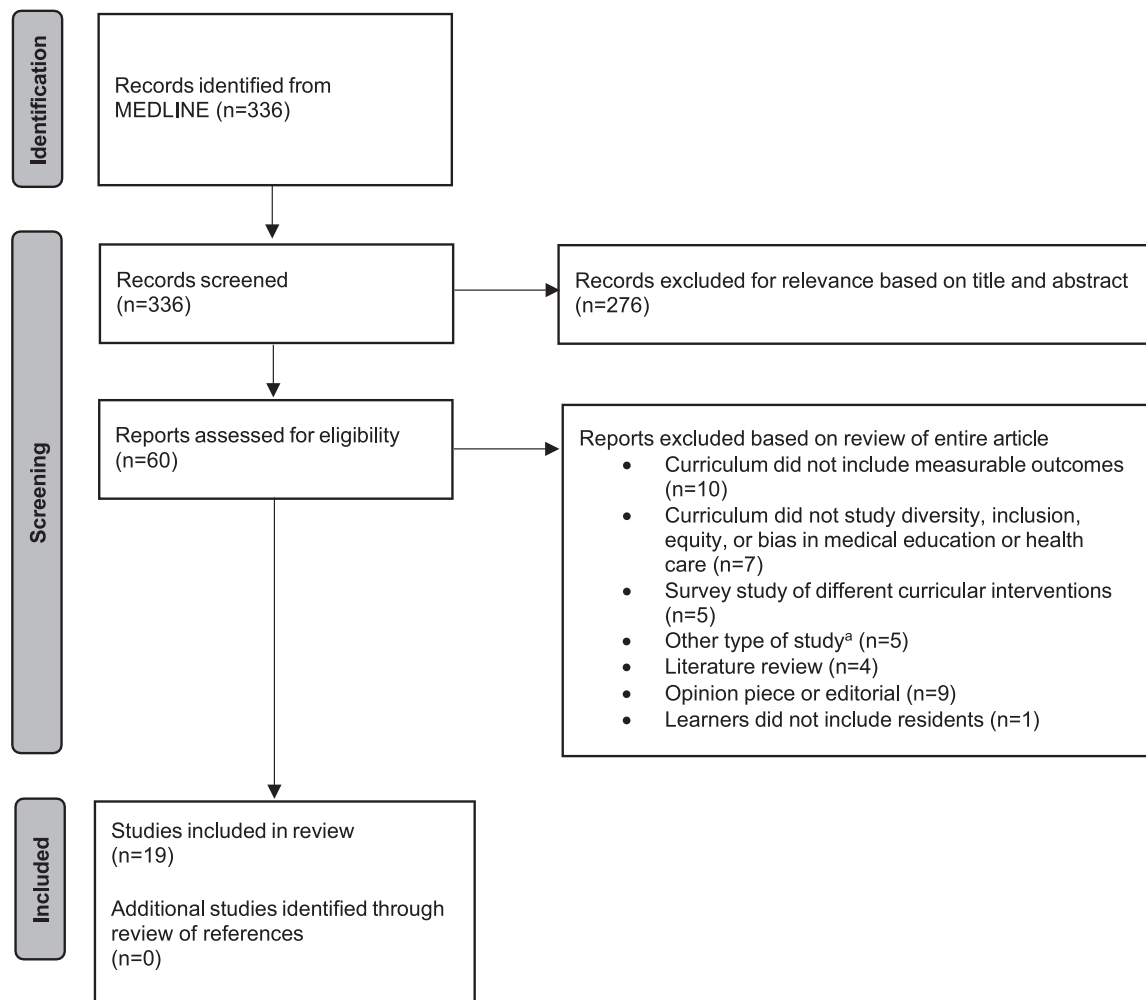 Identification
Records identified from
MEDLINE (n=336)
Screening
Records screened
(n=336)
Records excluded for relevance based on title and abstract
(n=276)
Reports assessed for eligibility
(n=60)
Reports excluded based on review of entire article
• Curriculum did not include measurable outcomes
(n=10)
• Curriculum did not study diversity, inclusion,
equity, or bias in medical education or health
care (n=7)
• Survey study of different curricular interventions
(n=5)
• Other type of studyᵃ (n=5)
• Literature review (n=4)
• Opinion piece or editorial (n=9)
• Learners did not include residents (n=1)
Included
Studies included in review
(n=19)
Additional studies identified through
review of references
(n=0)